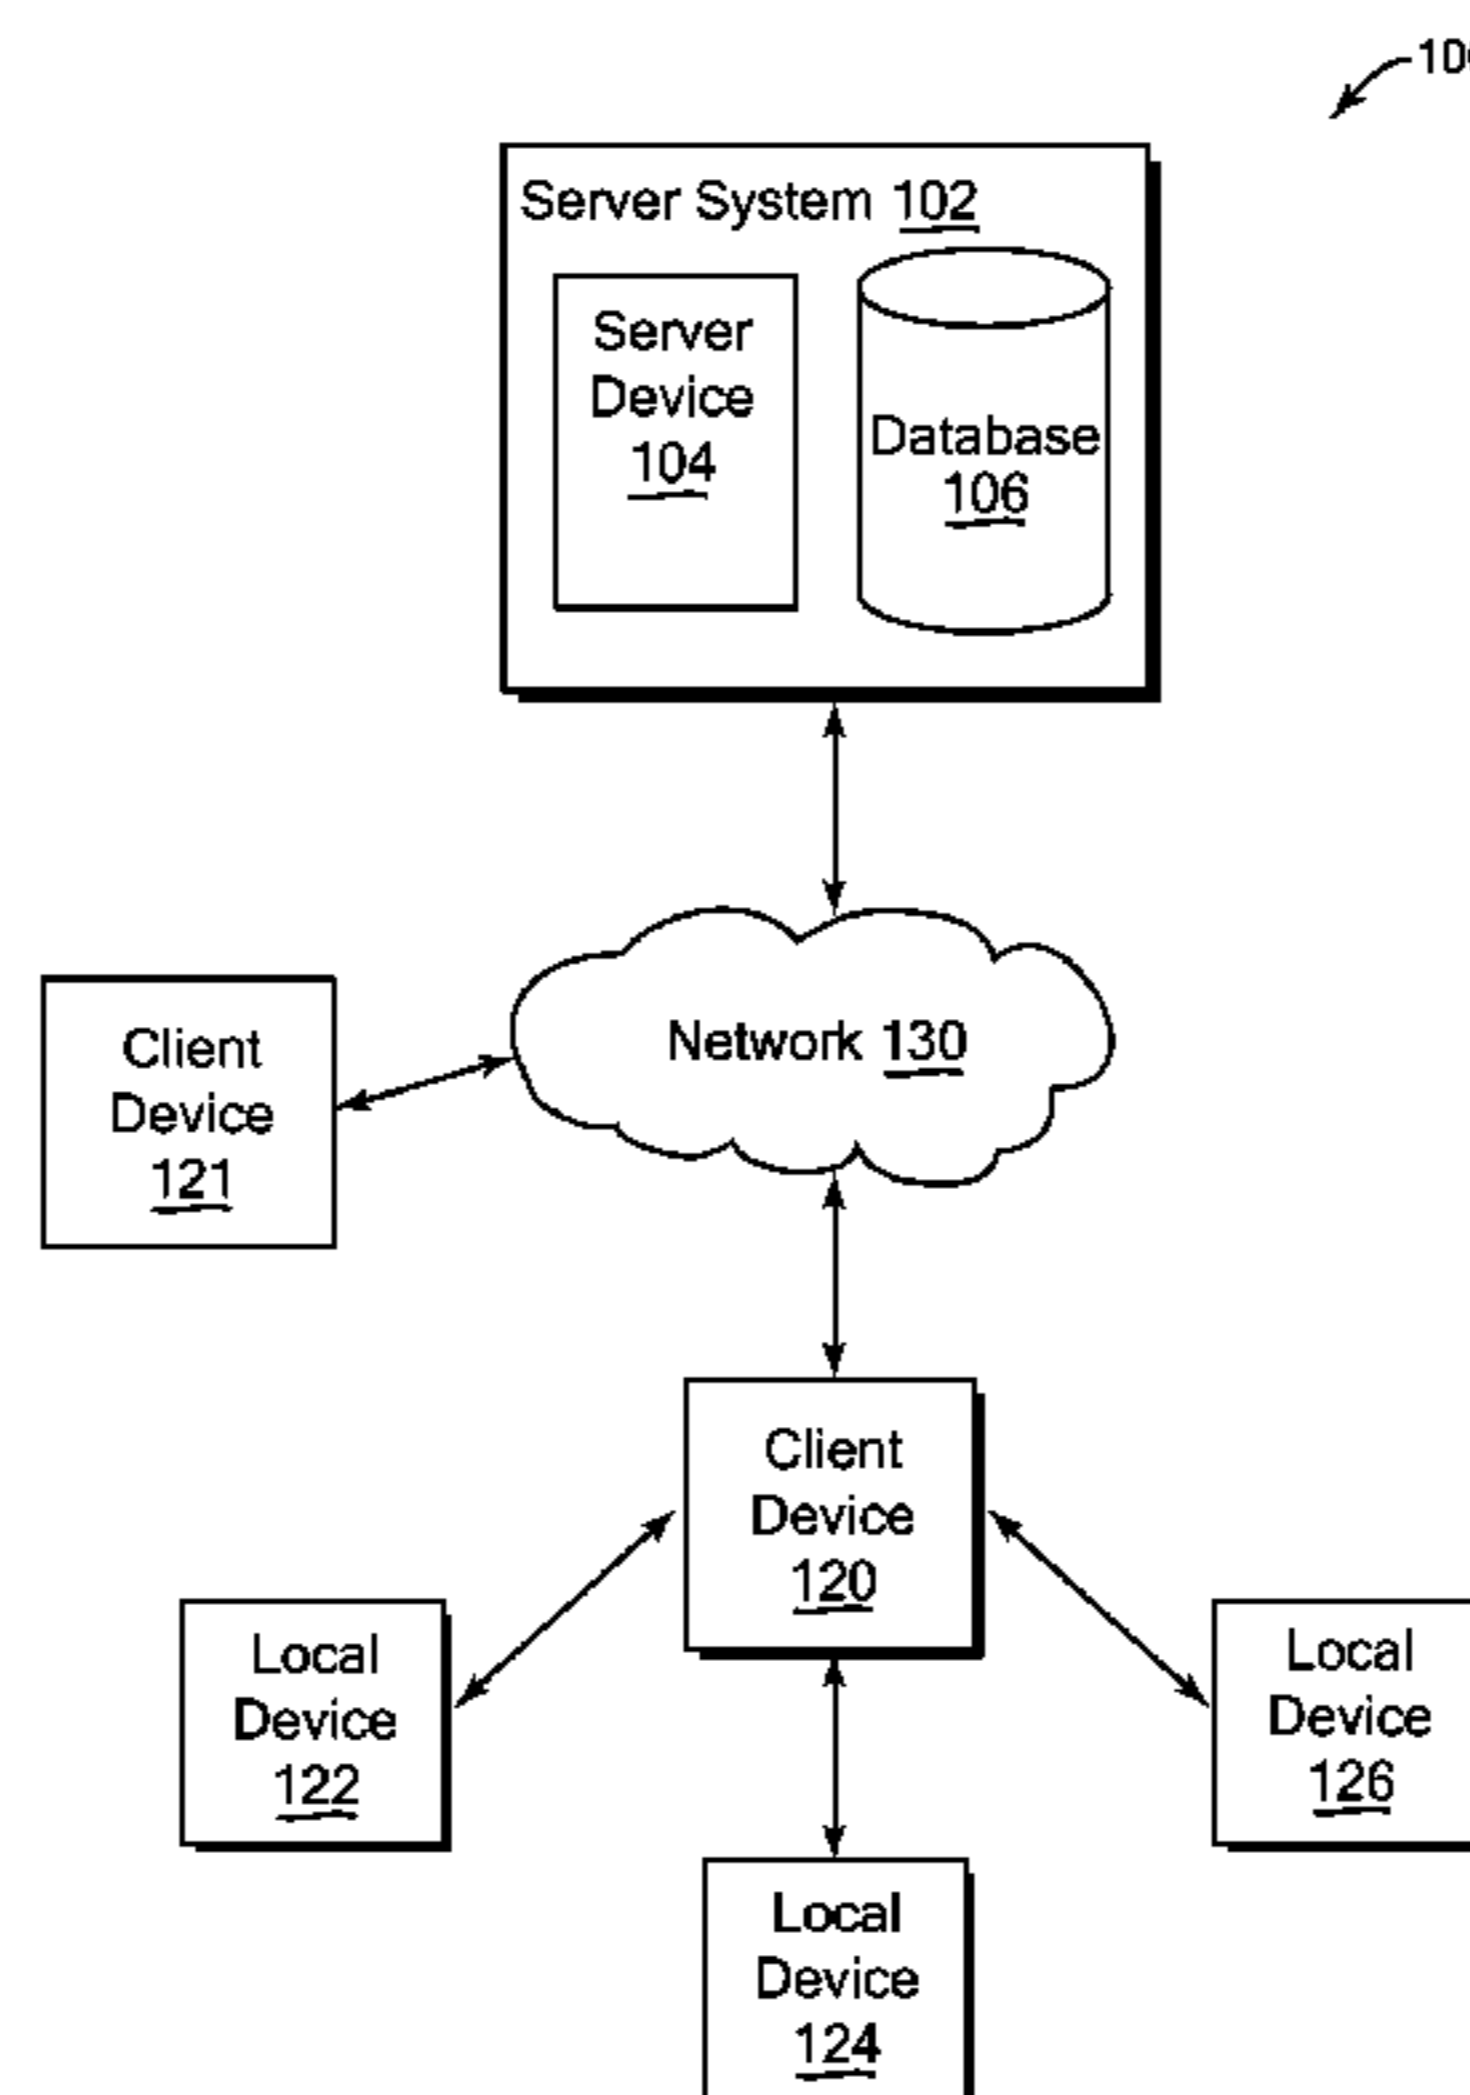 Server System 102
Server
Device
104
Database
106
Network 130
Client
Device
121
Client
Device
120
Local
Device
122
Local
Device
126
Local
Device
124